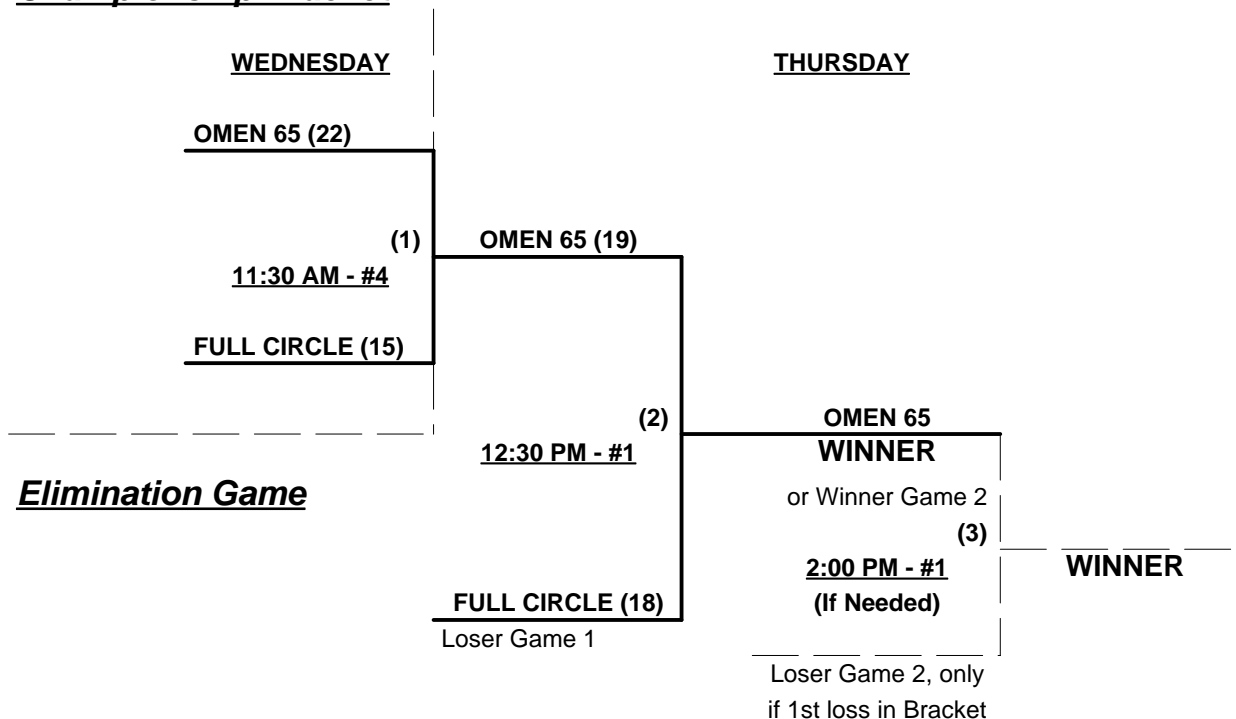 WEDNESDAY
THURSDAY
OMEN 65 (22)
(1)
OMEN 65 (19)
11:30 AM - #4
FULL CIRCLE (15)
(2)
OMEN 65
12:30 PM - #1
WINNER
Elimination Game
or Winner Game 2
(3)
2:00 PM - #1
WINNER
(If Needed)
FULL CIRCLE (18)
Loser Game 1
Loser Game 2, only
if 1st loss in Bracket